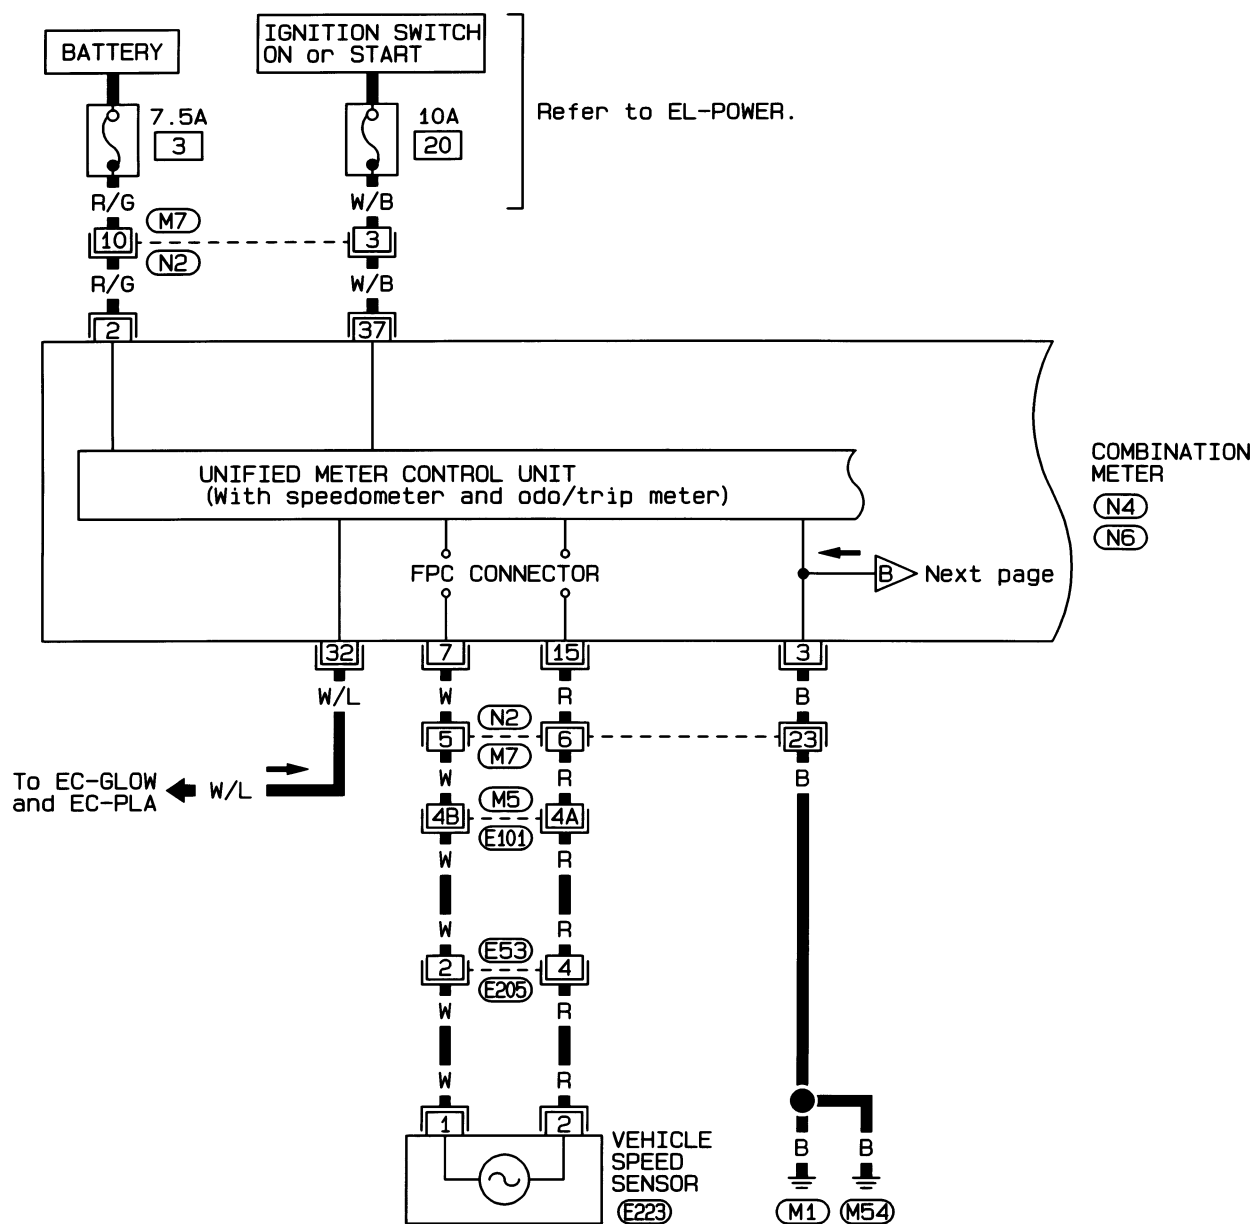 BATTERY
IGNITION SWITCH
ON or START
Refer to EL-POWER.
7.5A
3
10A
20
R/G
W/B
M7
10
3
N2
R/G
W/B
2
37
UNIFIED METER CONTROL UNIT
(With speedometer and odo/trip meter)
COMBINATION
METER
N4
N6
FPC CONNECTOR
B
Next page
32
7
15
3
W/L
W
R
B
N2
5
6
23
M7
W
R
B
To EC-GLOW
and EC-PLA
W/L
M5
4B
4A
E101
W
R
W
R
E53
2
4
E205
W
R
W
R
1
2
VEHICLE
SPEED
SENSOR
E223
B
B
M1
M54